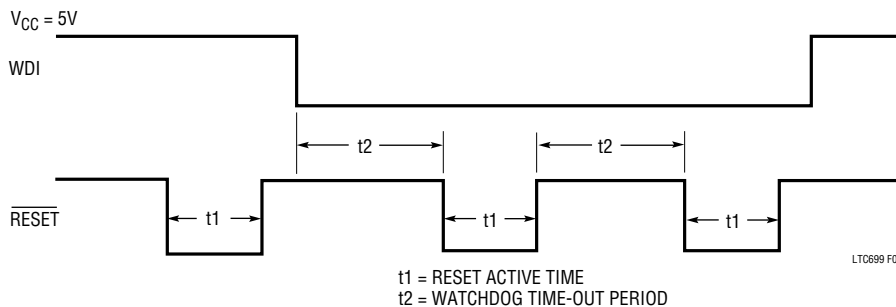 VCC = 5V
WDI
t2
t2
RESET
t1
t1
t1
LTC699 F0
t1 = RESET ACTIVE TIME
t2 = WATCHDOG TIME-OUT PERIOD